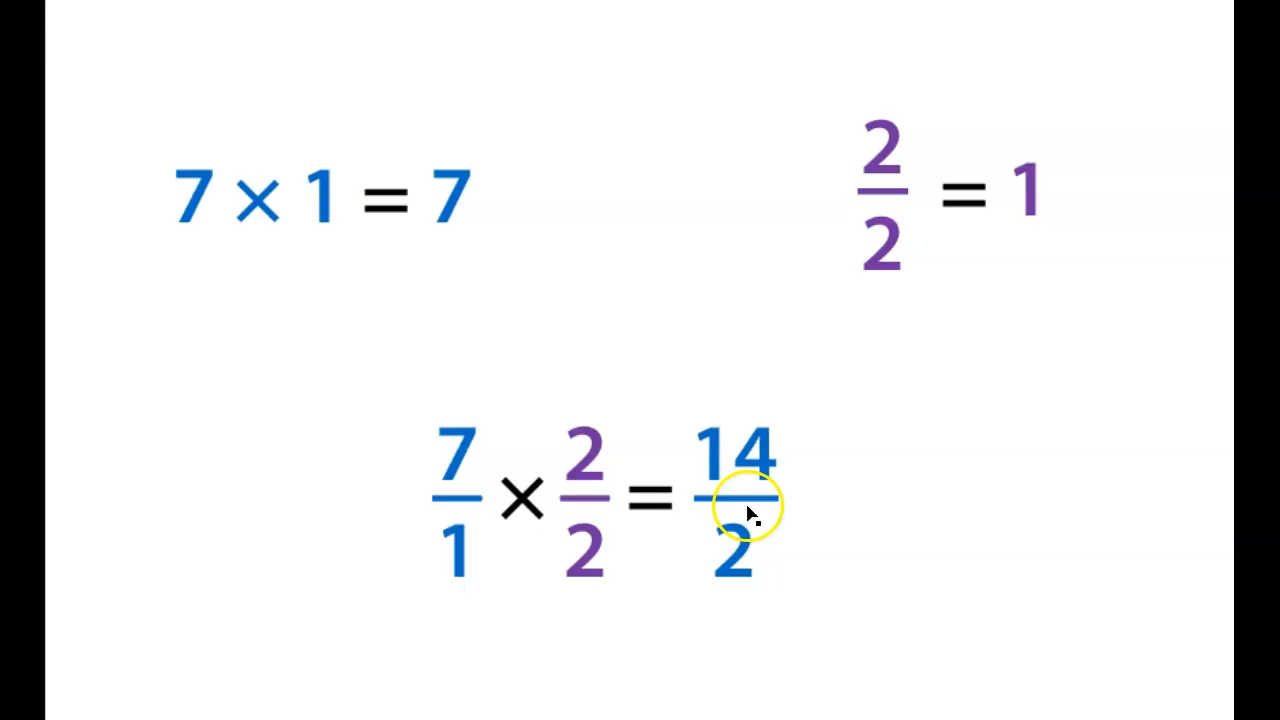 7 × 1 = 7
2/2 = 1
7/1 × 2/2 = 14/2